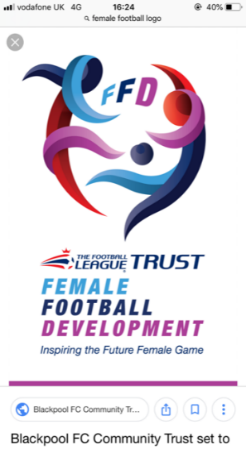 vodafone UK 4G 16:24 40%
female football logo
FFD
THE FOOTBALL
LEAGUE TRUST
FEMALE
FOOTBALL
DEVELOPMENT
Inspiring the Future Female Game
Blackpool FC Community Tr...
Blackpool FC Community Trust set to